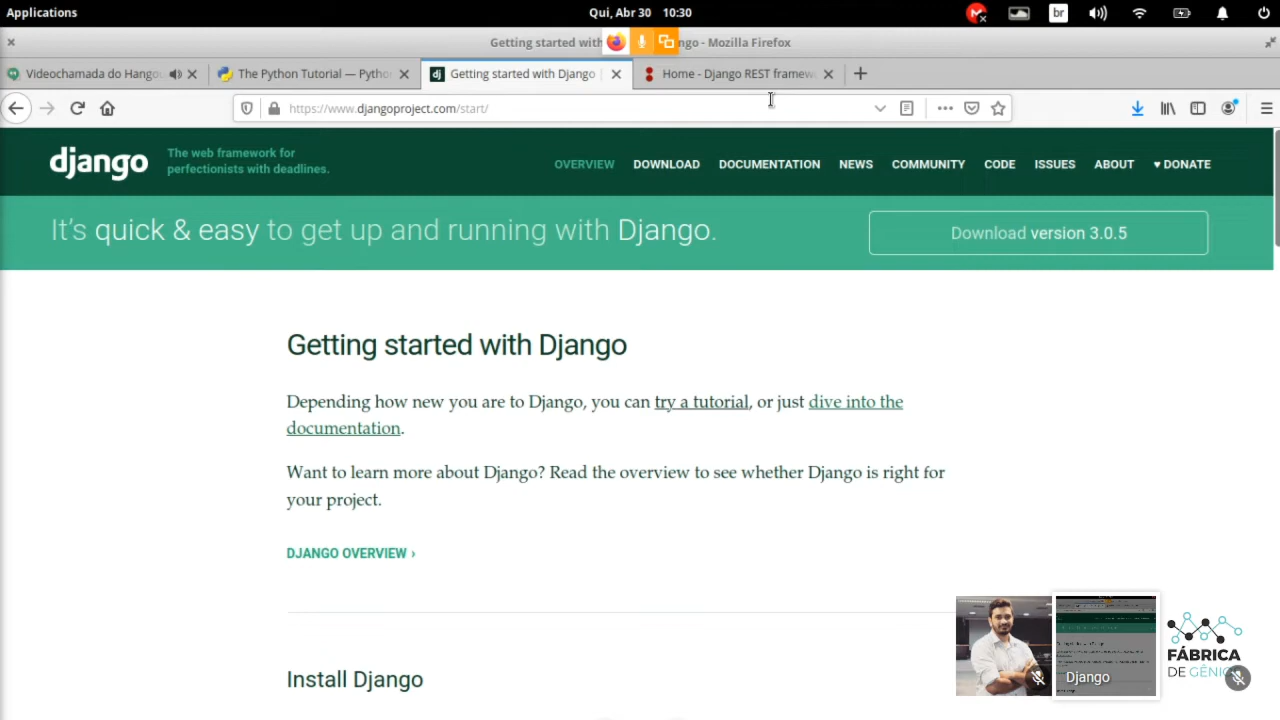 Applications
Qui, Abr 30 10:30
br
Getting started with
ngo - Mozilla Firefox
Videochamada do Hango
The Python Tutorial — Pytho
Getting started with Django
Home - Django REST framew
https://www.djangoproject.com/start/
django
The web framework for
perfectionists with deadlines.
OVERVIEW DOWNLOAD DOCUMENTATION NEWS COMMUNITY CODE ISSUES ABOUT ♥ DONATE
It's quick & easy to get up and running with Django.
Download version 3.0.5
Getting started with Django
Depending how new you are to Django, you can try a tutorial, or just dive into the
documentation.
Want to learn more about Django? Read the overview to see whether Django is right for
your project.
DJANGO OVERVIEW ›
Install Django
Django
FÁBRICA
DE GÊNI